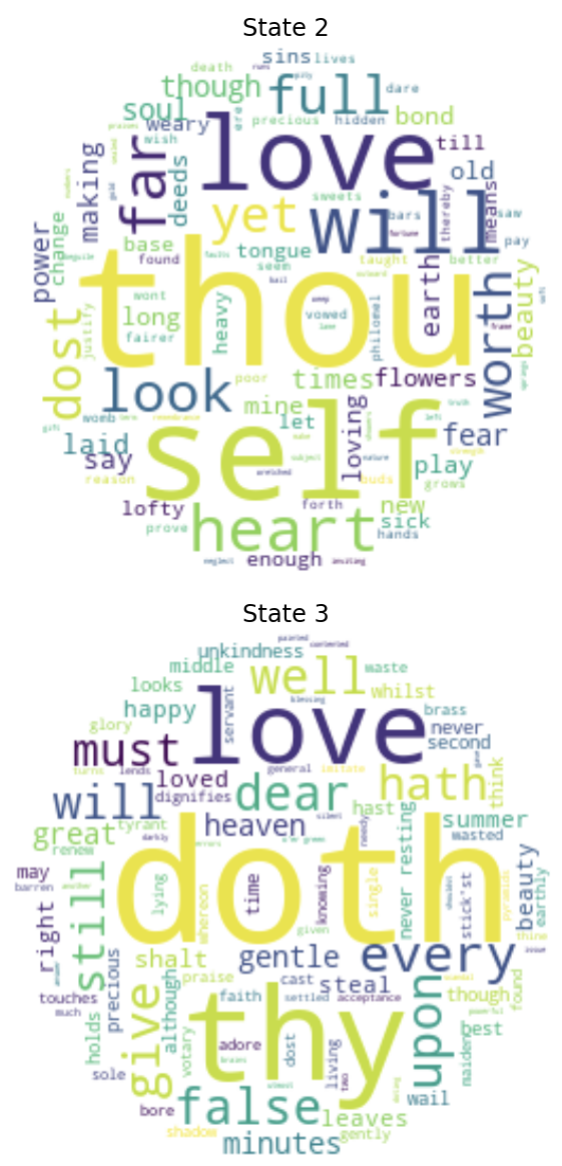 State 2
sins lives
death
though
full
dare
soul
weary
precious hidden
bond
wish
love
till
far
making
deeds
old
sweets
means
yet
will
bars
thereby
saw
pay
power
change
base
found
tongue
seem
taught
better
thou
earth
worth
beauty
wont
long
fairer
heavy
vowed
philomel
justify
dost
look
poor
times flowers
mine
let
loving
womb
laid
say
reason
self
fear
play
buds
grows
lofty
prove
heart
forth
new
sick
hands
enough
State 3
unkindness
middle
well
waste
looks
whilst
happy
servant
love
brass
never
second
glory
must
general
imitate
loved
dignifies
dear
hath
think
will
heaven
hast
summer
wasted
great
tyrant
renew
doth
needy
never resting
may
barren
still
lying
time
knowing
single
stick'st
pyramids
beauty
earthly
right
whereon
given
shalt
gentle
every
touches
much
precious
praise
cast
steal
though
found
give
although
faith
settled
acceptance
thy
upon
best
holds
votary
adore
dost
living
maiden
sole
bore
false
leaves
wail
shadow
minutes
gently